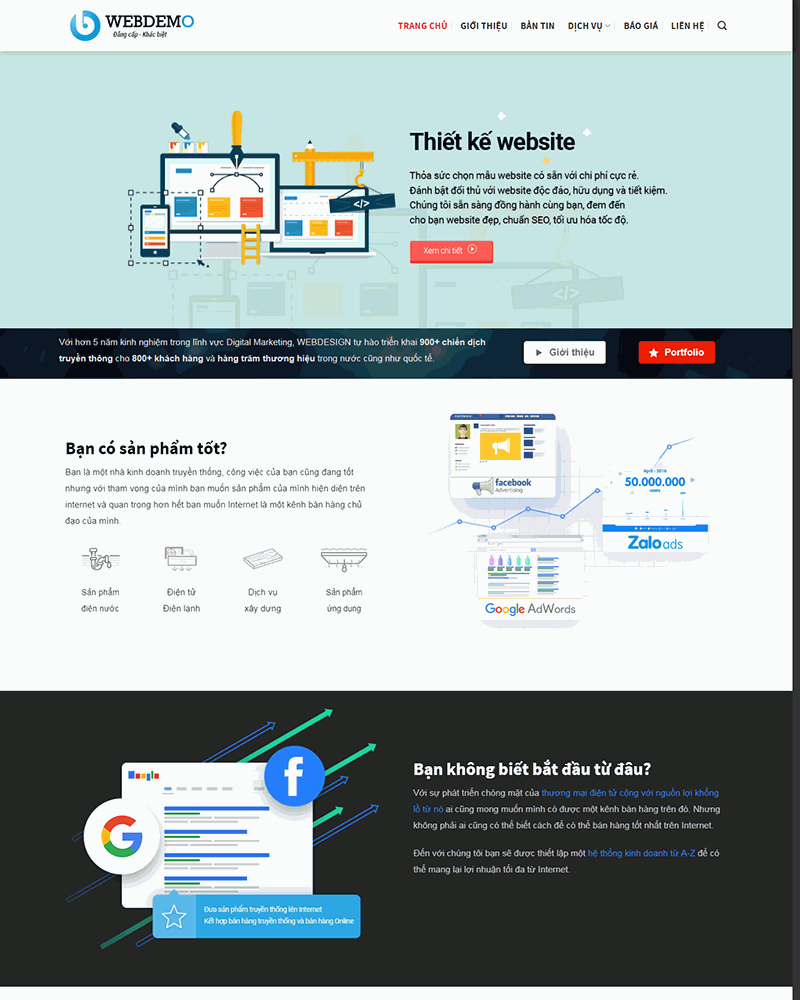 WEBDEMO
Đẳng cấp - Khác biệt
TRANG CHỦ
GIỚI THIỆU
BẢN TIN
DỊCH VỤ
BÁO GIÁ
LIÊN HỆ
Thiết kế website
Thỏa sức chọn mẫu website có sẵn với chi phí cực rẻ.
Đánh bật đối thủ với website độc đáo, hữu dụng và tiết kiệm.
Chúng tôi sẵn sàng đồng hành cùng bạn, đem đến
cho bạn website đẹp, chuẩn SEO, tối ưu hóa tốc độ.
Xem chi tiết
</>
</>
Với hơn 5 năm kinh nghiệm trong lĩnh vực Digital Marketing, WEBDESIGN tự hào triển khai 900+ chiến dịch
truyền thông cho 800+ khách hàng và hàng trăm thương hiệu trong nước cũng như quốc tế.
Giới thiệu
Portfolio
Bạn có sản phẩm tốt?
Bạn là một nhà kinh doanh truyền thống, công việc của bạn cũng đang tốt
nhưng với tham vọng của mình bạn muốn sản phẩm của mình hiện diện trên
internet và quan trọng hơn hết bạn muốn Internet là một kênh bán hàng chủ
đạo của mình.
Sản phẩm
điện nước
Điện tử
Điện lạnh
Dịch vụ
xây dựng
Sản phẩm
ứng dụng
facebook
Advertising
April - 2016
50.000.000
users
Zalo ads
Google AdWords
Google
G
f
Đưa sản phẩm truyền thống lên Internet
Kết hợp bán hàng truyền thống và bán hàng Online
Bạn không biết bắt đầu từ đâu?
Với sự phát triển chóng mặt của thương mại điện tử cộng với nguồn lợi khổng
lồ từ nó ai cũng mong muốn mình có được một kênh bán hàng trên đó. Nhưng
không phải ai cũng có thể biết cách để có thể bán hàng tốt nhất trên Internet.
Đến với chúng tôi bạn sẽ được thiết lập một hệ thống kinh doanh từ A-Z để có
thể mang lại lợi nhuận tối đa từ Internet.